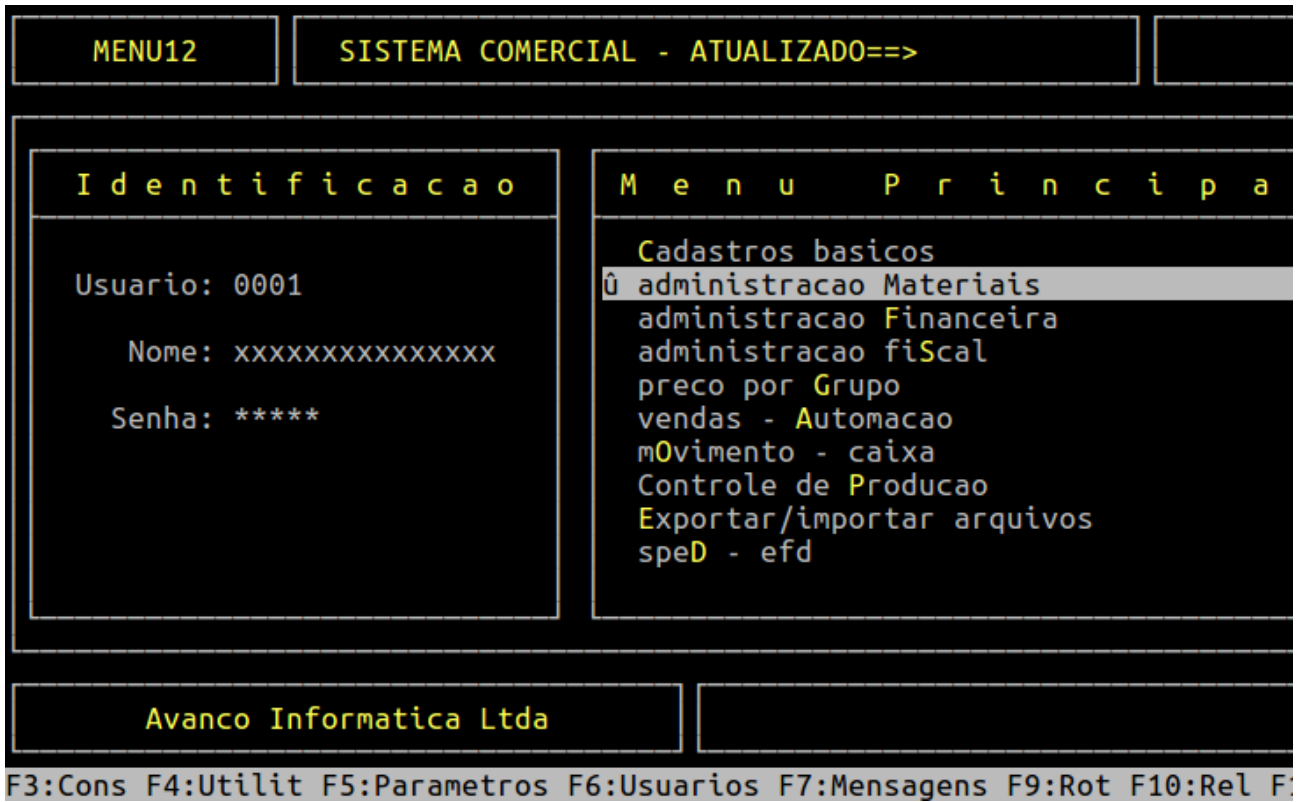 MENU12
SISTEMA COMERCIAL - ATUALIZADO==>
I d e n t i f i c a c a o
Usuario: 0001
Nome: xxxxxxxxxxxxxxx
Senha: *****
M e n u P r i n c i p a
Cadastros basicos
û administracao Materiais
administracao Financeira
administracao fiScal
preco por Grupo
vendas - Automacao
mOvimento - caixa
Controle de Producao
Exportar/importar arquivos
speD - efd
Avanco Informatica Ltda
F3:Cons F4:Utilit F5:Parametros F6:Usuarios F7:Mensagens F9:Rot F10:Rel